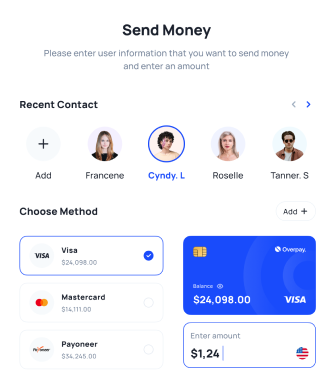 Send Money
Please enter user information that you want to send money
and enter an amount
Recent Contact
Add
Francene
Cyndy. L
Roselle
Tanner. S
Choose Method
Add +
VISA
Visa
$24,098.00
Mastercard
$14,111.00
Payoneer
Payoneer
$34,245.00
Overpay.
Balance
$24,098.00
VISA
Enter amount
$1,24